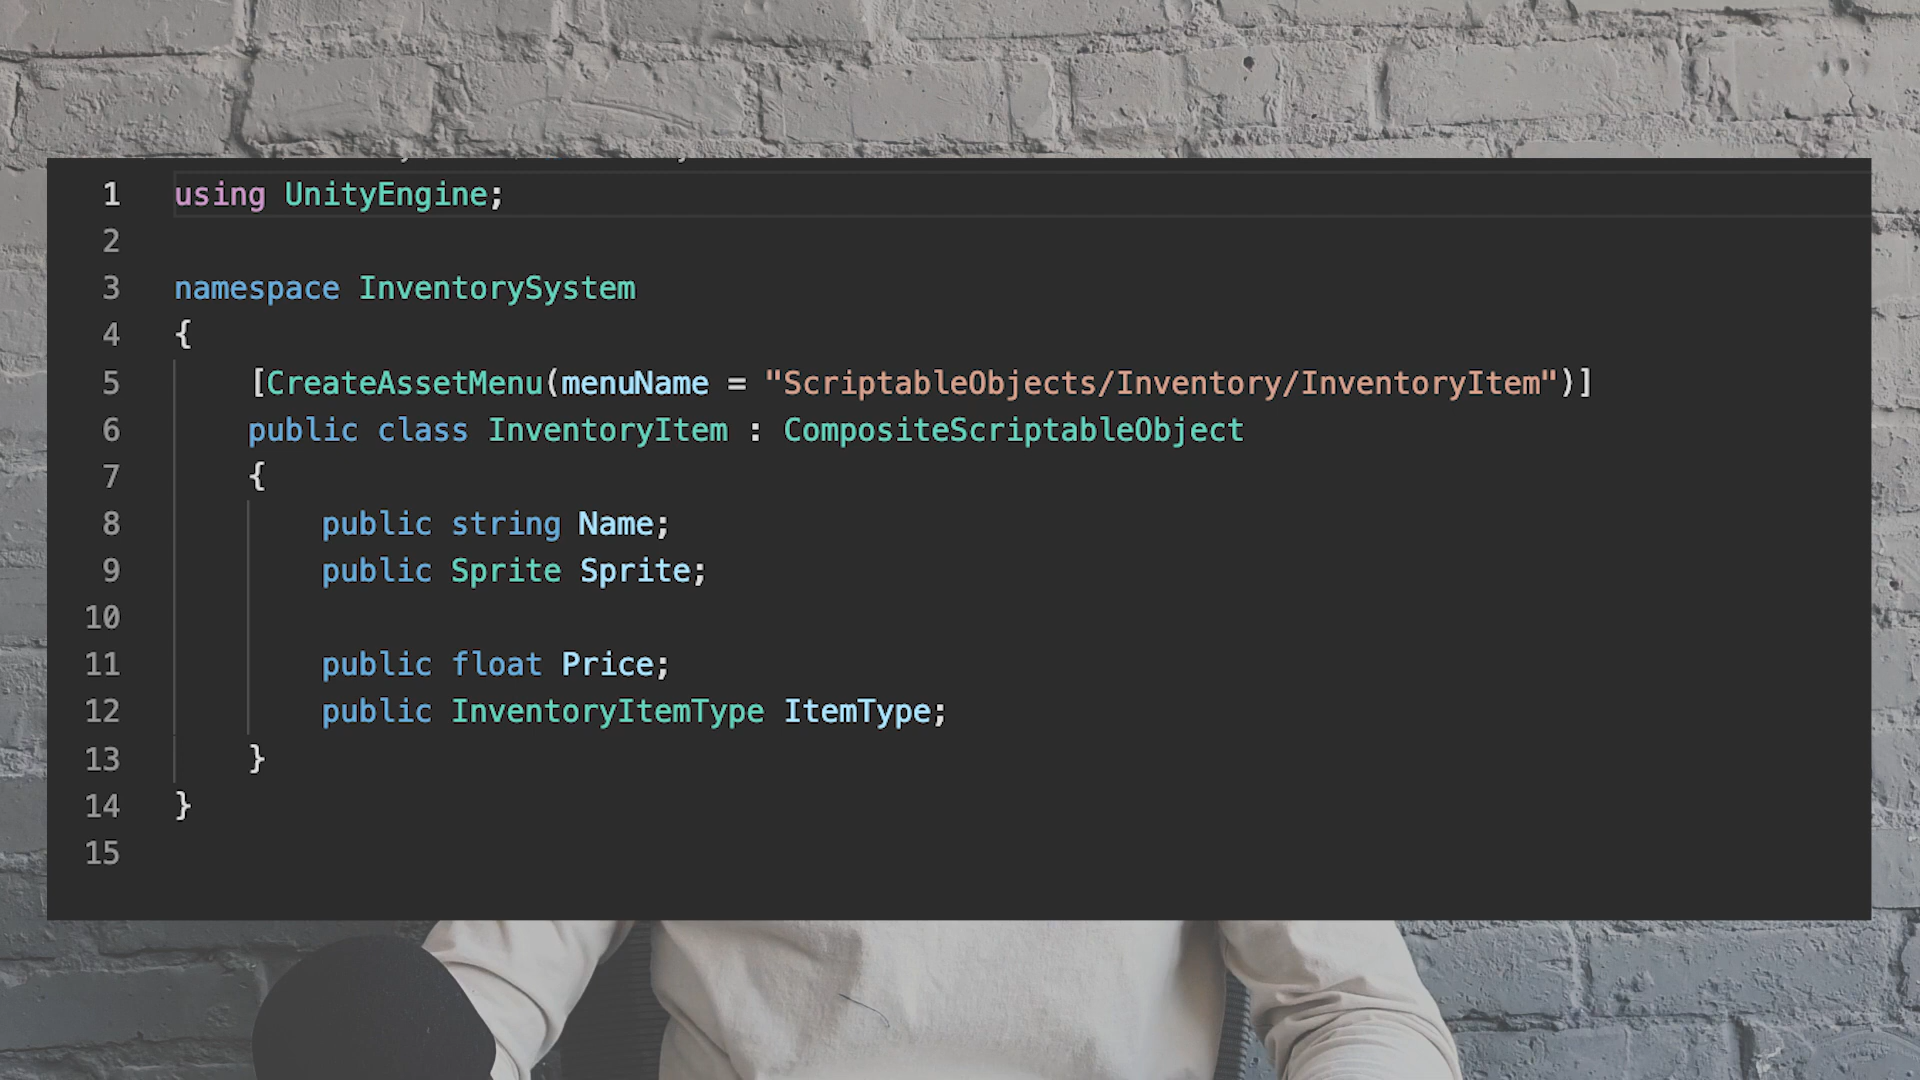 1 using UnityEngine;
2
3 namespace InventorySystem
4 {
5 [CreateAssetMenu(menuName = "ScriptableObjects/Inventory/InventoryItem")]
6 public class InventoryItem : CompositeScriptableObject
7 {
8 public string Name;
9 public Sprite Sprite;
10
11 public float Price;
12 public InventoryItemType ItemType;
13 }
14 }
15